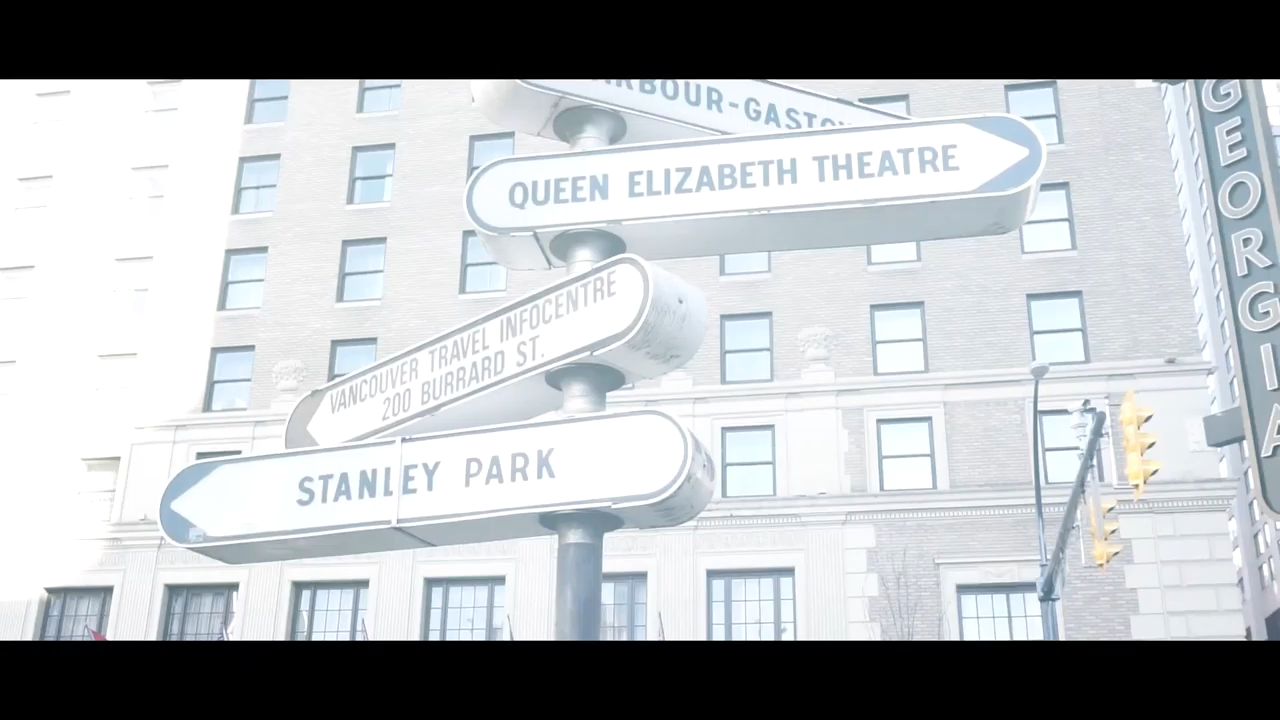 QUEEN ELIZABETH THEATRE
VANCOUVER TRAVEL INFOCENTRE
200 BURRARD ST.
STANLEY PARK
GEORGIA